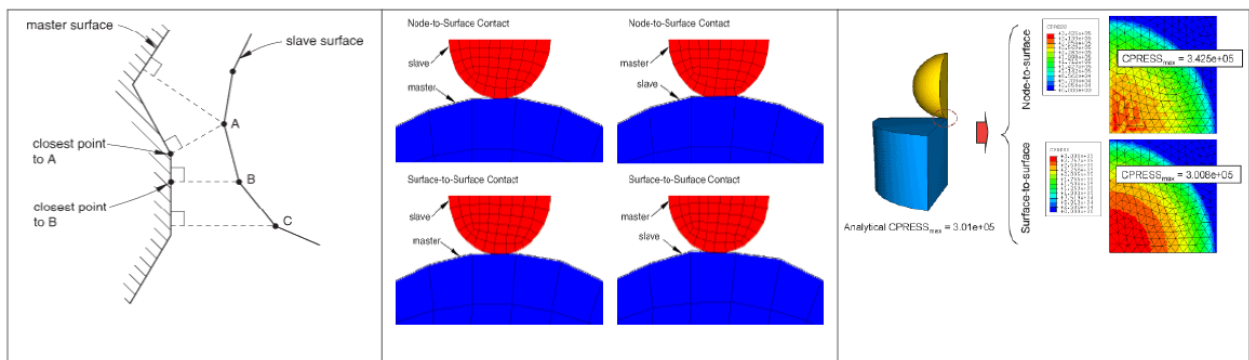 master surface
slave surface
A
closest point
to A
B
closest point
to B
C
Node-to-Surface Contact
slave
master
Node-to-Surface Contact
master
slave
Surface-to-Surface Contact
slave
master
Surface-to-Surface Contact
master
slave
Node-to-surface
CPRESS
CPRESSmax = 3.425e+05
Surface-to-surface
CPRESS
CPRESSmax = 3.008e+05
Analytical CPRESSmax = 3.01e+05